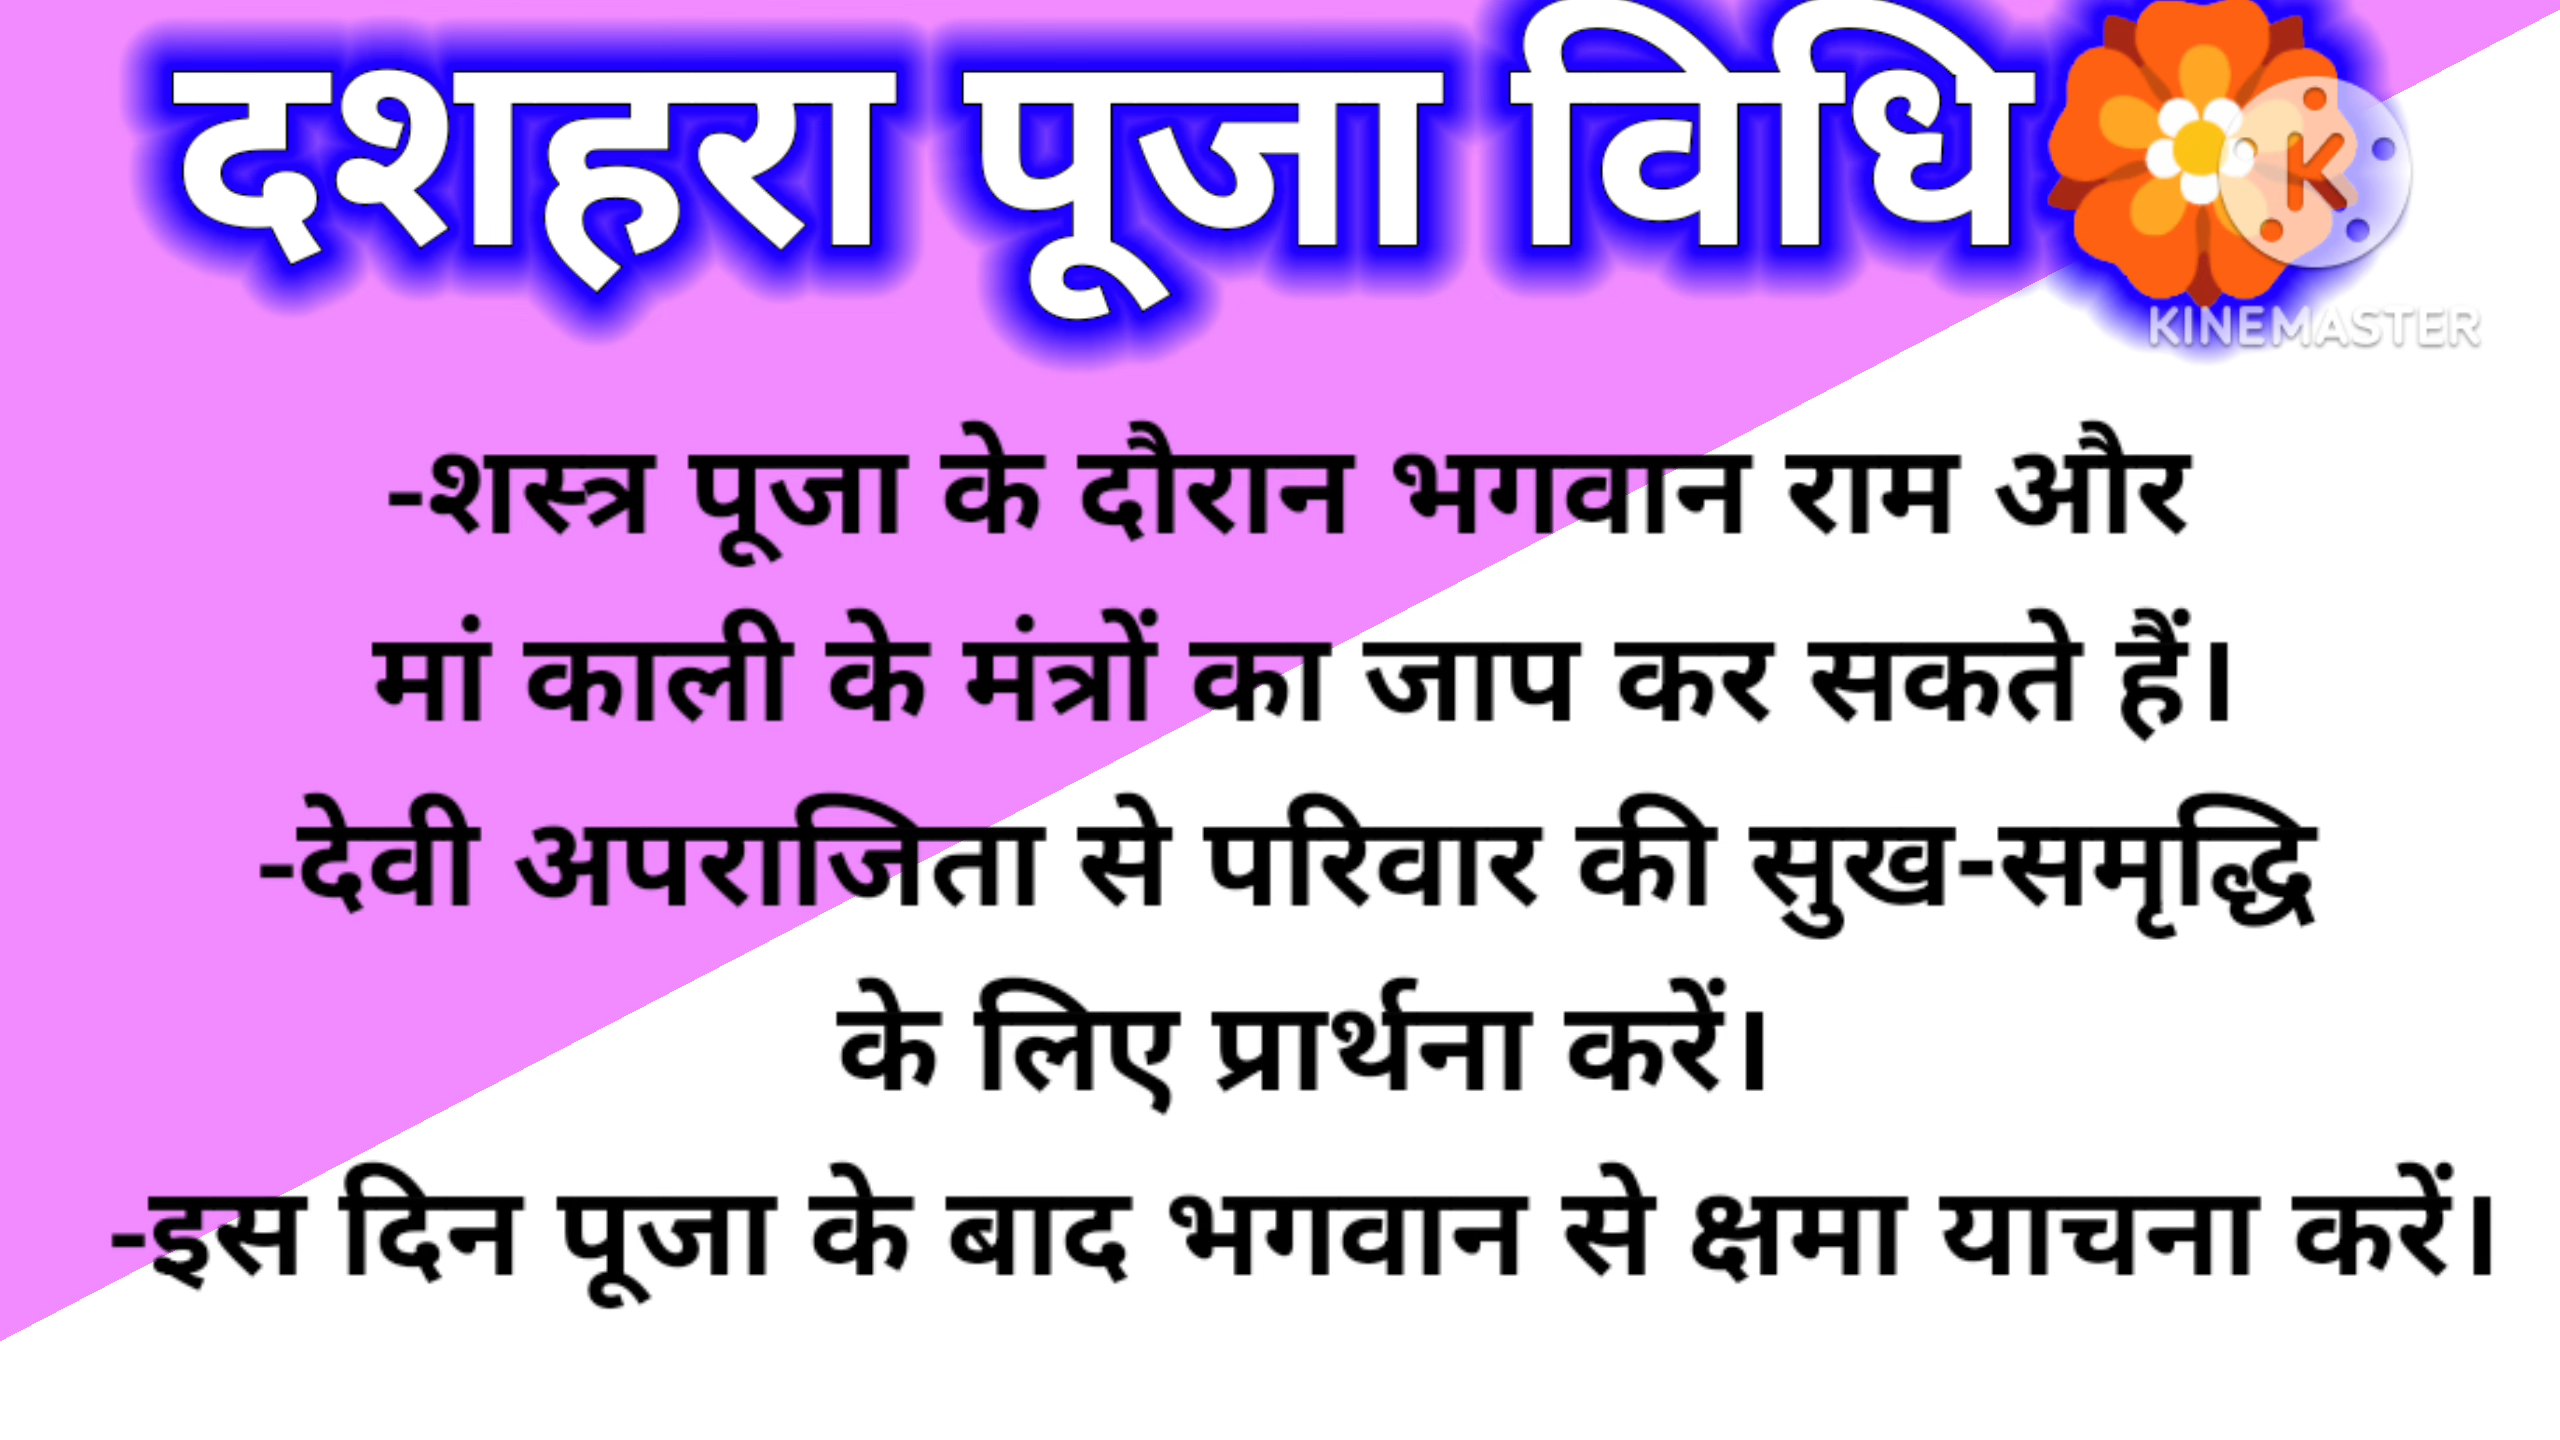 दशहरा पूजा विधि
K
KINEMASTER
-शस्त्र पूजा के दौरान भगवान राम और
मां काली के मंत्रों का जाप कर सकते हैं।
-देवी अपराजिता से परिवार की सुख-समृद्धि
के लिए प्रार्थना करें।
-इस दिन पूजा के बाद भगवान से क्षमा याचना करें।